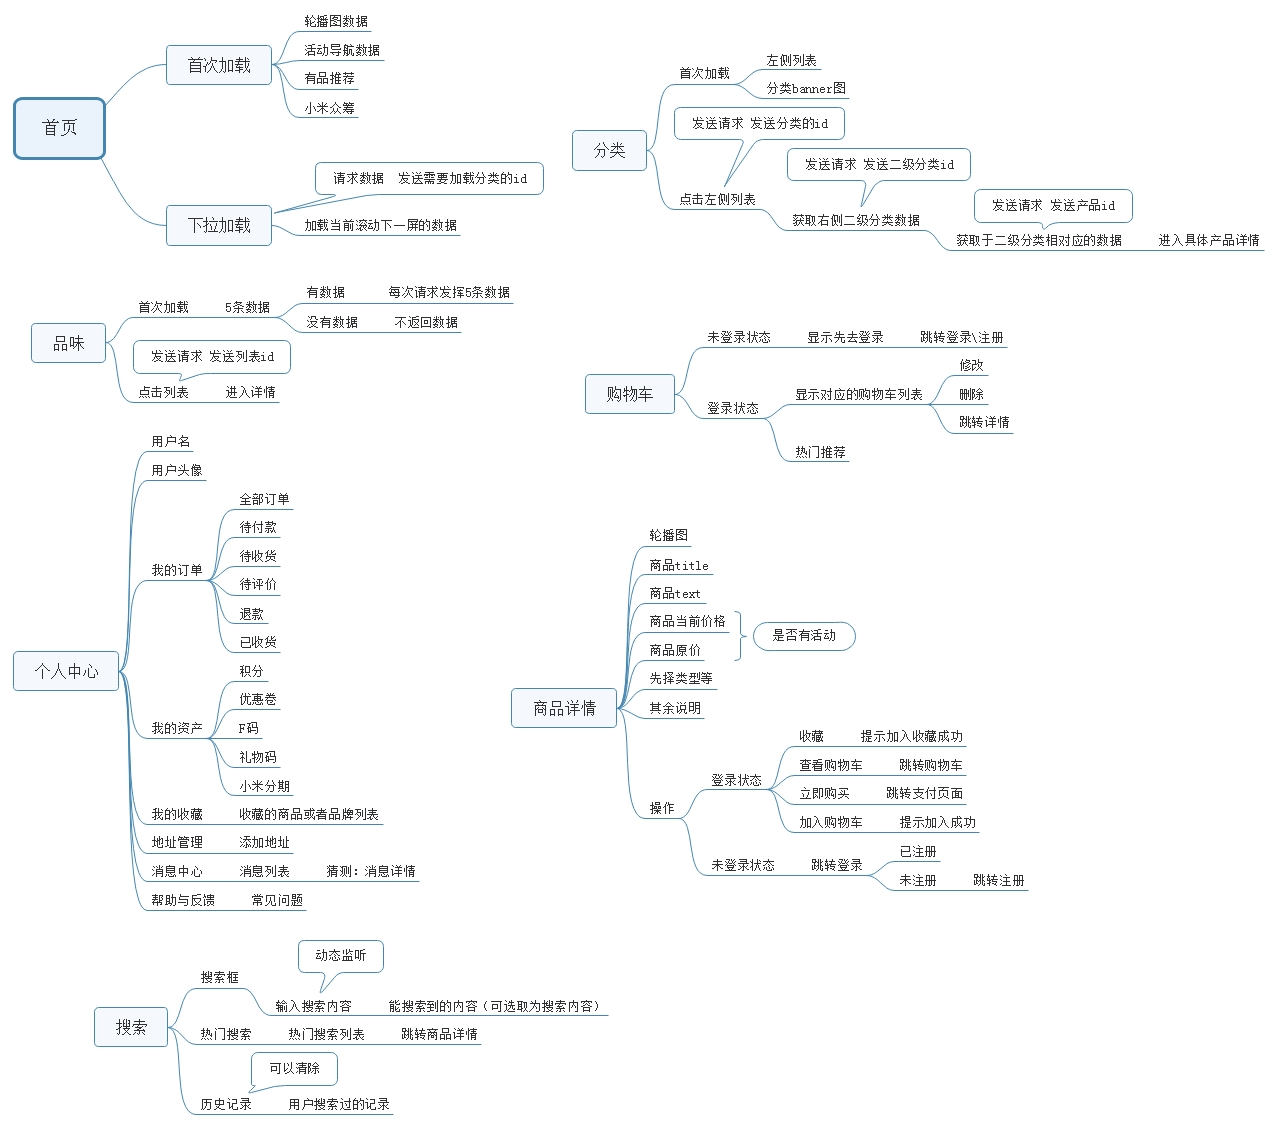 首页
首次加载
轮播图数据
活动导航数据
有品推荐
小米众筹
下拉加载
请求数据 发送需要加载分类的id
加载当前滚动下一屏的数据
分类
首次加载
左侧列表
分类banner图
发送请求 发送分类的id
点击左侧列表
发送请求 发送二级分类id
获取右侧二级分类数据
发送请求 发送产品id
获取于二级分类相对应的数据
进入具体产品详情
品味
首次加载
5条数据
有数据
每次请求发挥5条数据
没有数据
不返回数据
发送请求 发送列表id
点击列表
进入详情
购物车
未登录状态
显示先去登录
跳转登录\注册
登录状态
显示对应的购物车列表
修改
删除
跳转详情
热门推荐
个人中心
用户名
用户头像
我的订单
全部订单
待付款
待收货
待评价
退款
已收货
我的资产
积分
优惠卷
F码
礼物码
小米分期
我的收藏
收藏的商品或者品牌列表
地址管理
添加地址
消息中心
消息列表
猜测：消息详情
帮助与反馈
常见问题
商品详情
轮播图
商品title
商品text
商品当前价格
商品原价
是否有活动
先择类型等
其余说明
操作
登录状态
收藏
提示加入收藏成功
查看购物车
跳转购物车
立即购买
跳转支付页面
加入购物车
提示加入成功
未登录状态
跳转登录
已注册
未注册
跳转注册
搜索
搜索框
动态监听
输入搜索内容
能搜索到的内容（可选取为搜索内容）
热门搜索
热门搜索列表
跳转商品详情
可以清除
历史记录
用户搜索过的记录